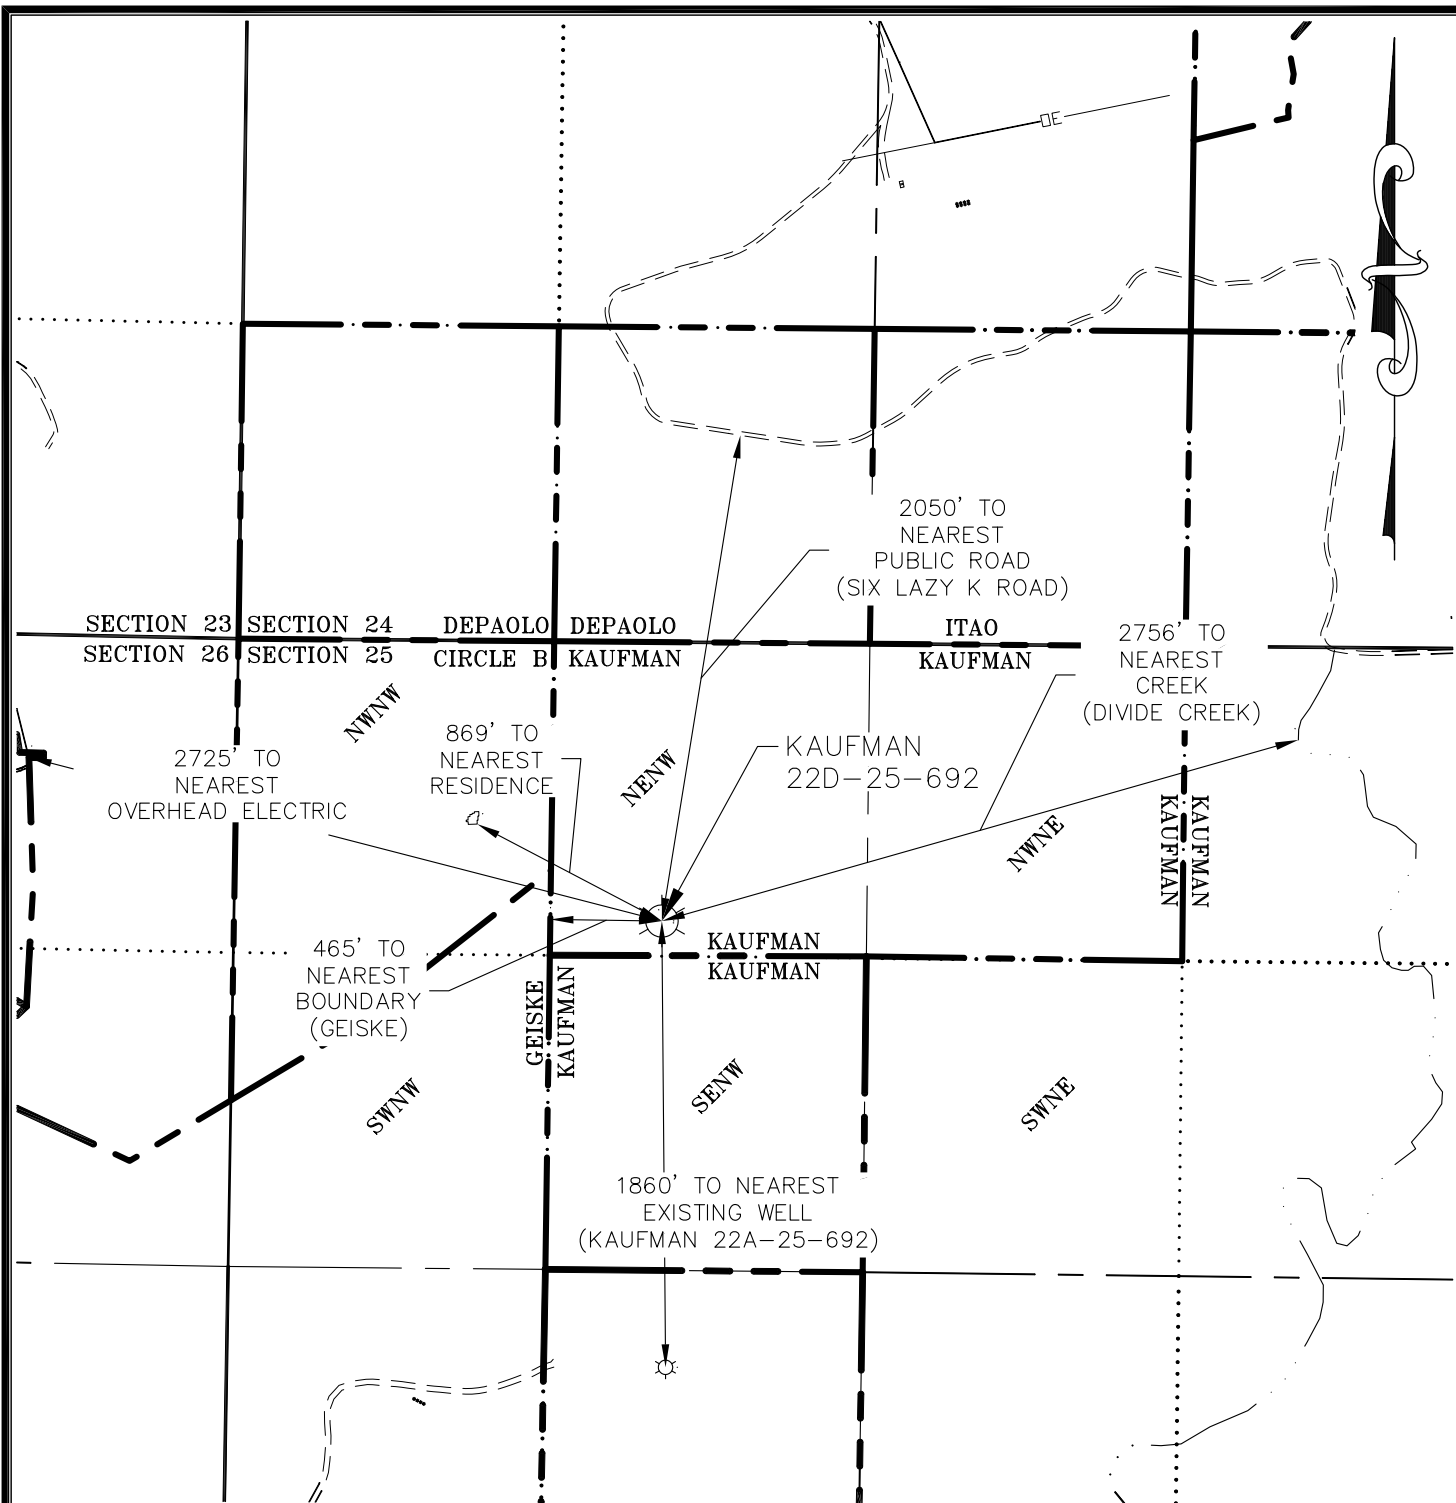 E
2050' TO
NEAREST
PUBLIC ROAD
(SIX LAZY K ROAD)
SECTION 23
SECTION 24
DEPAOLO
DEPAOLO
ITAO
SECTION 26
SECTION 25
CIRCLE B
KAUFMAN
KAUFMAN
2756' TO
NEAREST
CREEK
(DIVIDE CREEK)
NWNW
869' TO
NEAREST
RESIDENCE
2725' TO
NEAREST
OVERHEAD ELECTRIC
NENW
KAUFMAN
22D-25-692
NWNE
KAUFMAN
KAUFMAN
465' TO
NEAREST
BOUNDARY
(GEISKE)
KAUFMAN
KAUFMAN
GEISKE
KAUFMAN
SWNW
SENW
SWNE
1860' TO NEAREST
EXISTING WELL
(KAUFMAN 22A-25-692)